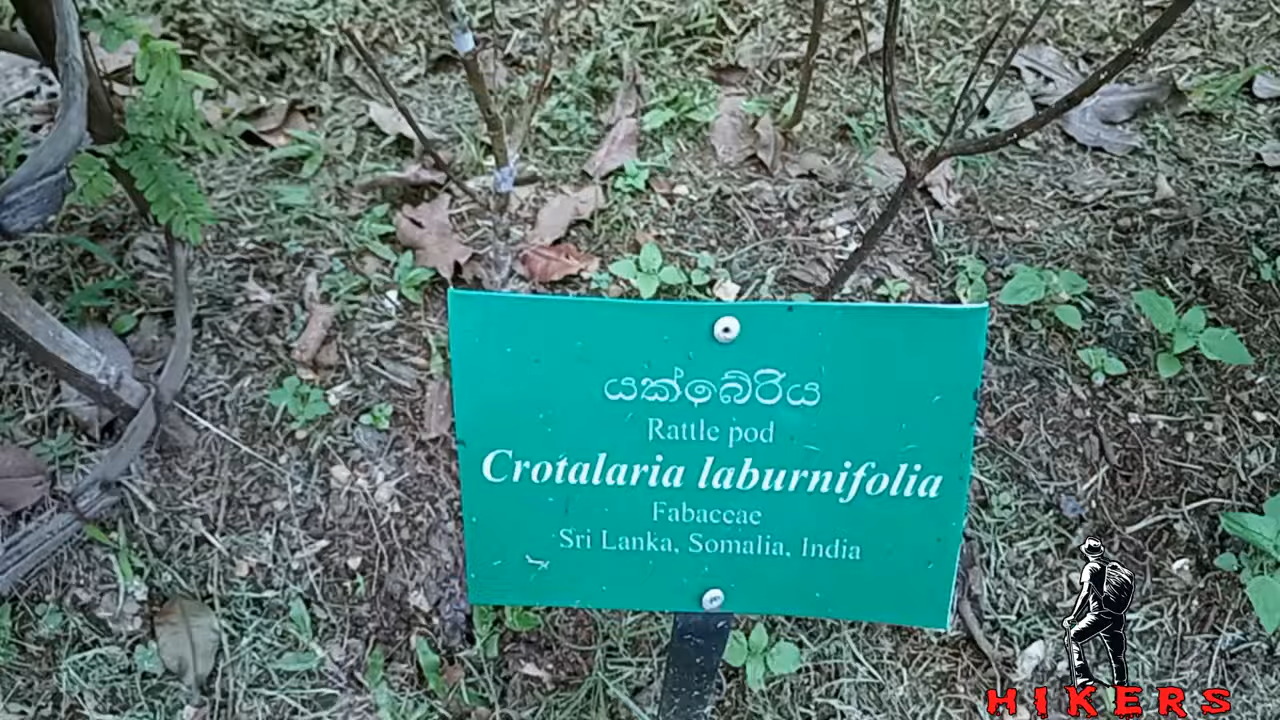 යක්බේරිය
Rattle pod
Crotalaria laburnifolia
Fabaceae
Sri Lanka, Somalia, India
HIKERS